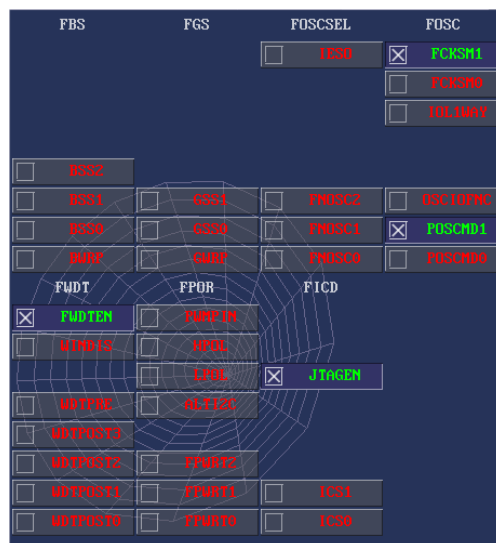 FBS FGS FOSCSEL FOSC
IESO FCKSM1
FCKSM0
IOL1WAY
BSS2
BSS1 GSS1 FNOSC2 OSCIOFNC
BSS0 GSS0 FNOSC1 POSCMD1
BWRP GWRP FNOSC0 POSCMD0
FWDT FPOR FICD
FWDTEN PWMPIN
WINDIS HPOL
LPOL JTAGEN
WDTPRE ALTI2C
WDTPOST3
WDTPOST2 FPWRT2
WDTPOST1 FPWRT1 ICS1
WDTPOST0 FPWRT0 ICS0